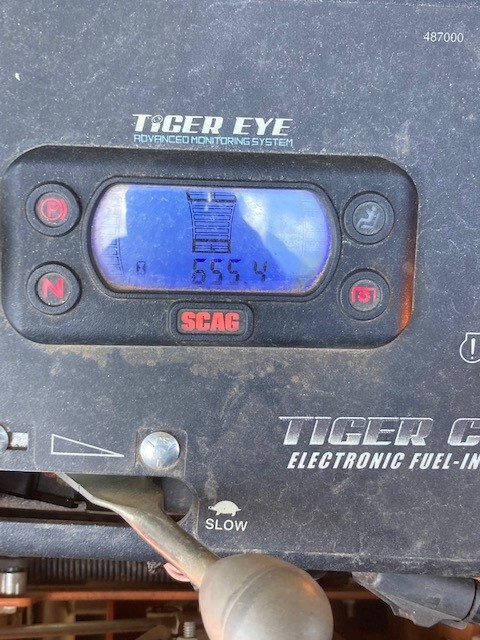 487000
TIGER EYE
ADVANCED MONITORING SYSTEM
P
N
655.4
SCAG
TIGER C
ELECTRONIC FUEL-IN
SLOW